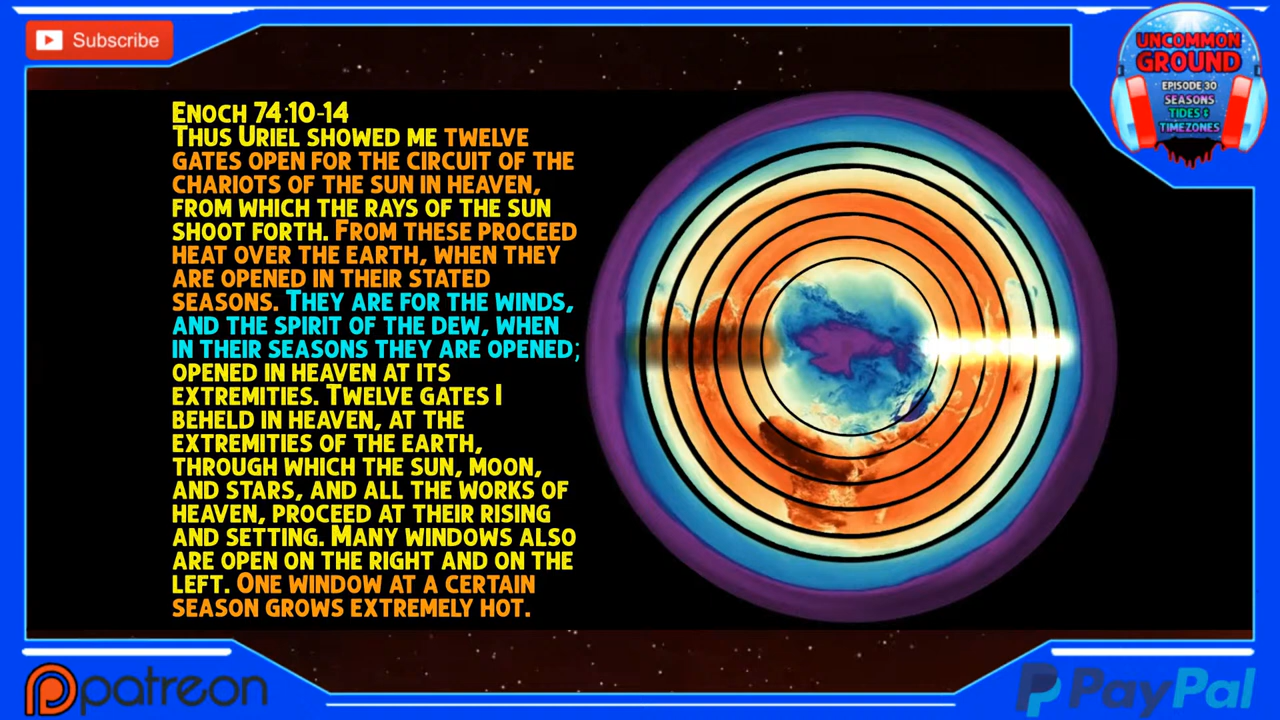 Subscribe
UNCOMMON
GROUND
EPISODE 30
SEASONS
TIDES &
TIMEZONES
ENOCH 74:10-14
THUS URIEL SHOWED ME TWELVE
GATES OPEN FOR THE CIRCUIT OF THE
CHARIOTS OF THE SUN IN HEAVEN,
FROM WHICH THE RAYS OF THE SUN
SHOOT FORTH. FROM THESE PROCEED
HEAT OVER THE EARTH, WHEN THEY
ARE OPENED IN THEIR STATED
SEASONS. THEY ARE FOR THE WINDS,
AND THE SPIRIT OF THE DEW, WHEN
IN THEIR SEASONS THEY ARE OPENED;
OPENED IN HEAVEN AT ITS
EXTREMITIES. TWELVE GATES I
BEHELD IN HEAVEN, AT THE
EXTREMITIES OF THE EARTH,
THROUGH WHICH THE SUN, MOON,
AND STARS, AND ALL THE WORKS OF
HEAVEN, PROCEED AT THEIR RISING
AND SETTING. MANY WINDOWS ALSO
ARE OPEN ON THE RIGHT AND ON THE
LEFT. ONE WINDOW AT A CERTAIN
SEASON GROWS EXTREMELY HOT.
patreon
PayPal